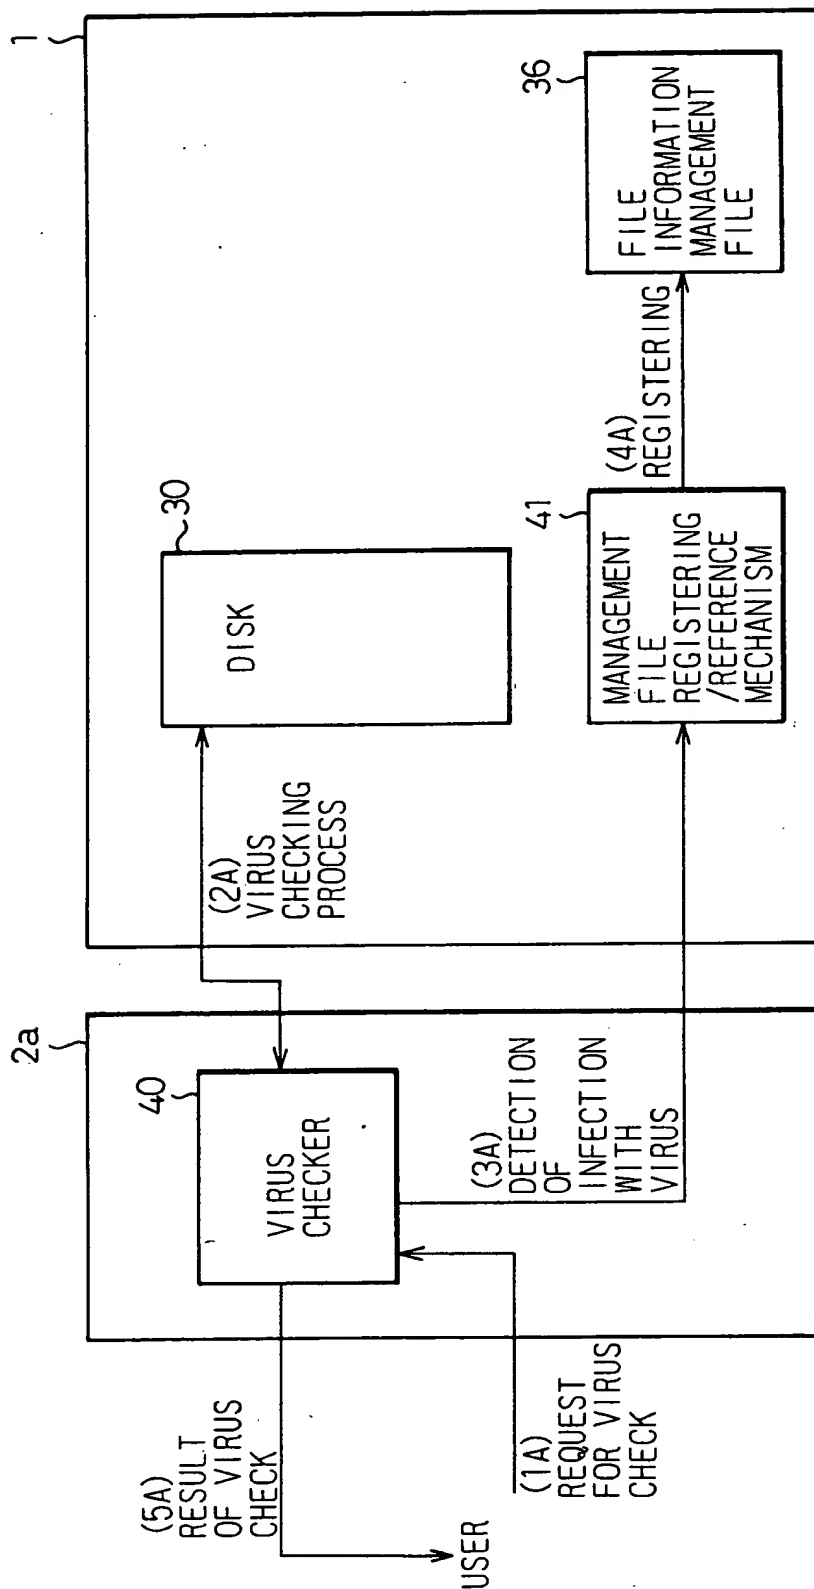 1
2a
30
DISK
36
FILE
INFORMATION
MANAGEMENT
FILE
40
VIRUS
CHECKER
41
MANAGEMENT
FILE
REGISTERING
/REFERENCE
MECHANISM
(1A)
REQUEST
FOR VIRUS
CHECK
(2A)
VIRUS
CHECKING
PROCESS
(3A)
DETECTION
OF
INFECTION
WITH
VIRUS
(4A)
REGISTERING
(5A)
RESULT
OF VIRUS
CHECK
USER